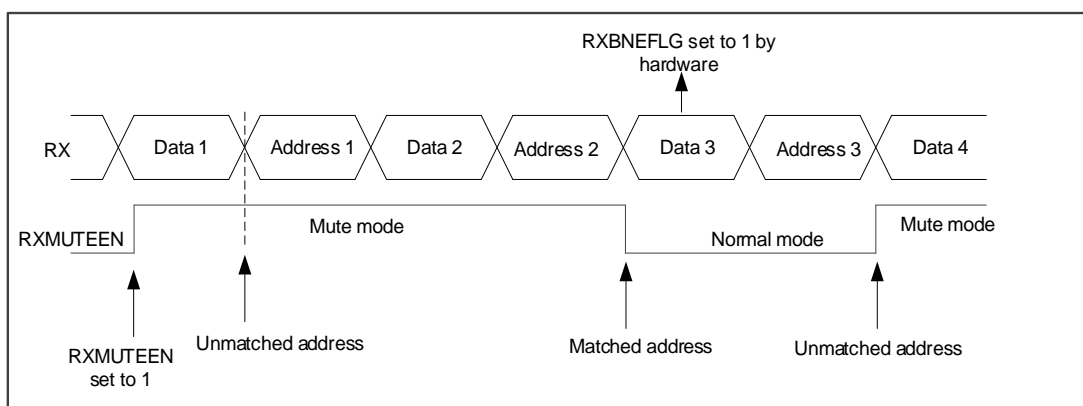 RXBNEFLG set to 1 by
hardware
RX
Data 1
Address 1
Data 2
Address 2
Data 3
Address 3
Data 4
RXMUTEEN
Mute mode
Normal mode
Mute mode
RXMUTEEN
set to 1
Unmatched address
Matched address
Unmatched address